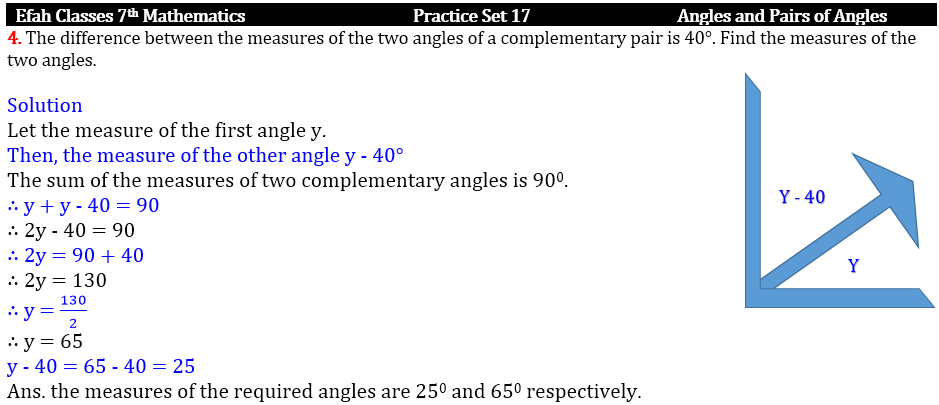 Efah Classes 7th Mathematics Practice Set 17 Angles and Pairs of Angles
4. The difference between the measures of the two angles of a complementary pair is 40°. Find the measures of the
two angles.
Solution
Let the measure of the first angle y.
Then, the measure of the other angle y - 40°
The sum of the measures of two complementary angles is 90⁰.
∴ y + y - 40 = 90
∴ 2y - 40 = 90
∴ 2y = 90 + 40
∴ 2y = 130
∴ y = 130/2
∴ y = 65
y - 40 = 65 - 40 = 25
Ans. the measures of the required angles are 25⁰ and 65⁰ respectively.
Y - 40
Y